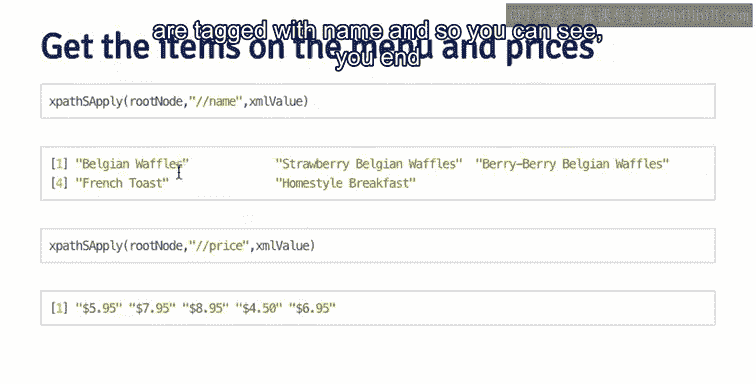 are tagged with name and so you can see,
you end
Get the items on the menu and prices
xpathSApply(rootNode,"//name",xmlValue)
[1] "Belgian Waffles" "Strawberry Belgian Waffles" "Berry-Berry Belgian Waffles"
[4] "French Toast" "Homestyle Breakfast"
xpathSApply(rootNode,"//price",xmlValue)
[1] "$5.95" "$7.95" "$8.95" "$4.50" "$6.95"